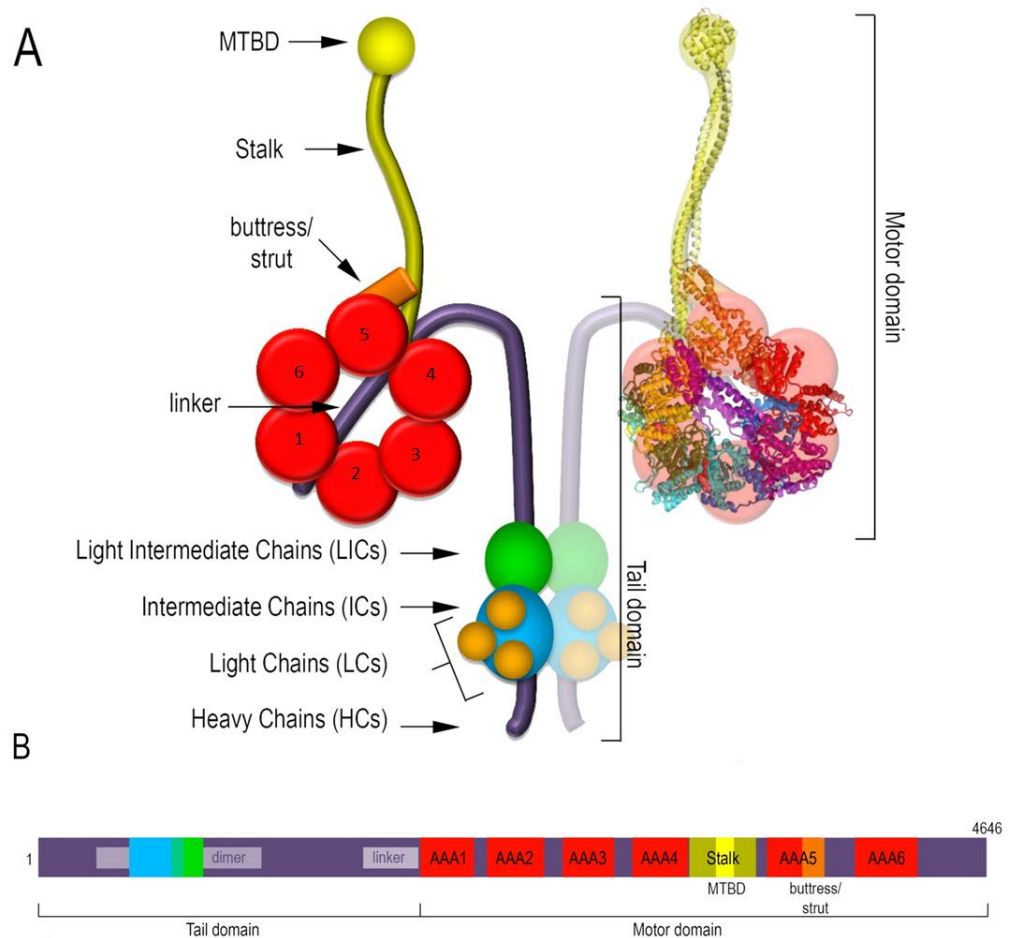 A
MTBD
Stalk
buttress/
strut
5
6
4
linker
1
3
2
Motor domain
Light Intermediate Chains (LICs)
Intermediate Chains (ICs)
Light Chains (LCs)
Heavy Chains (HCs)
Tail domain
B
4646
1
dimer
linker
AAA1
AAA2
AAA3
AAA4
Stalk
AAA5
AAA6
MTBD
buttress/
strut
Tail domain
Motor domain